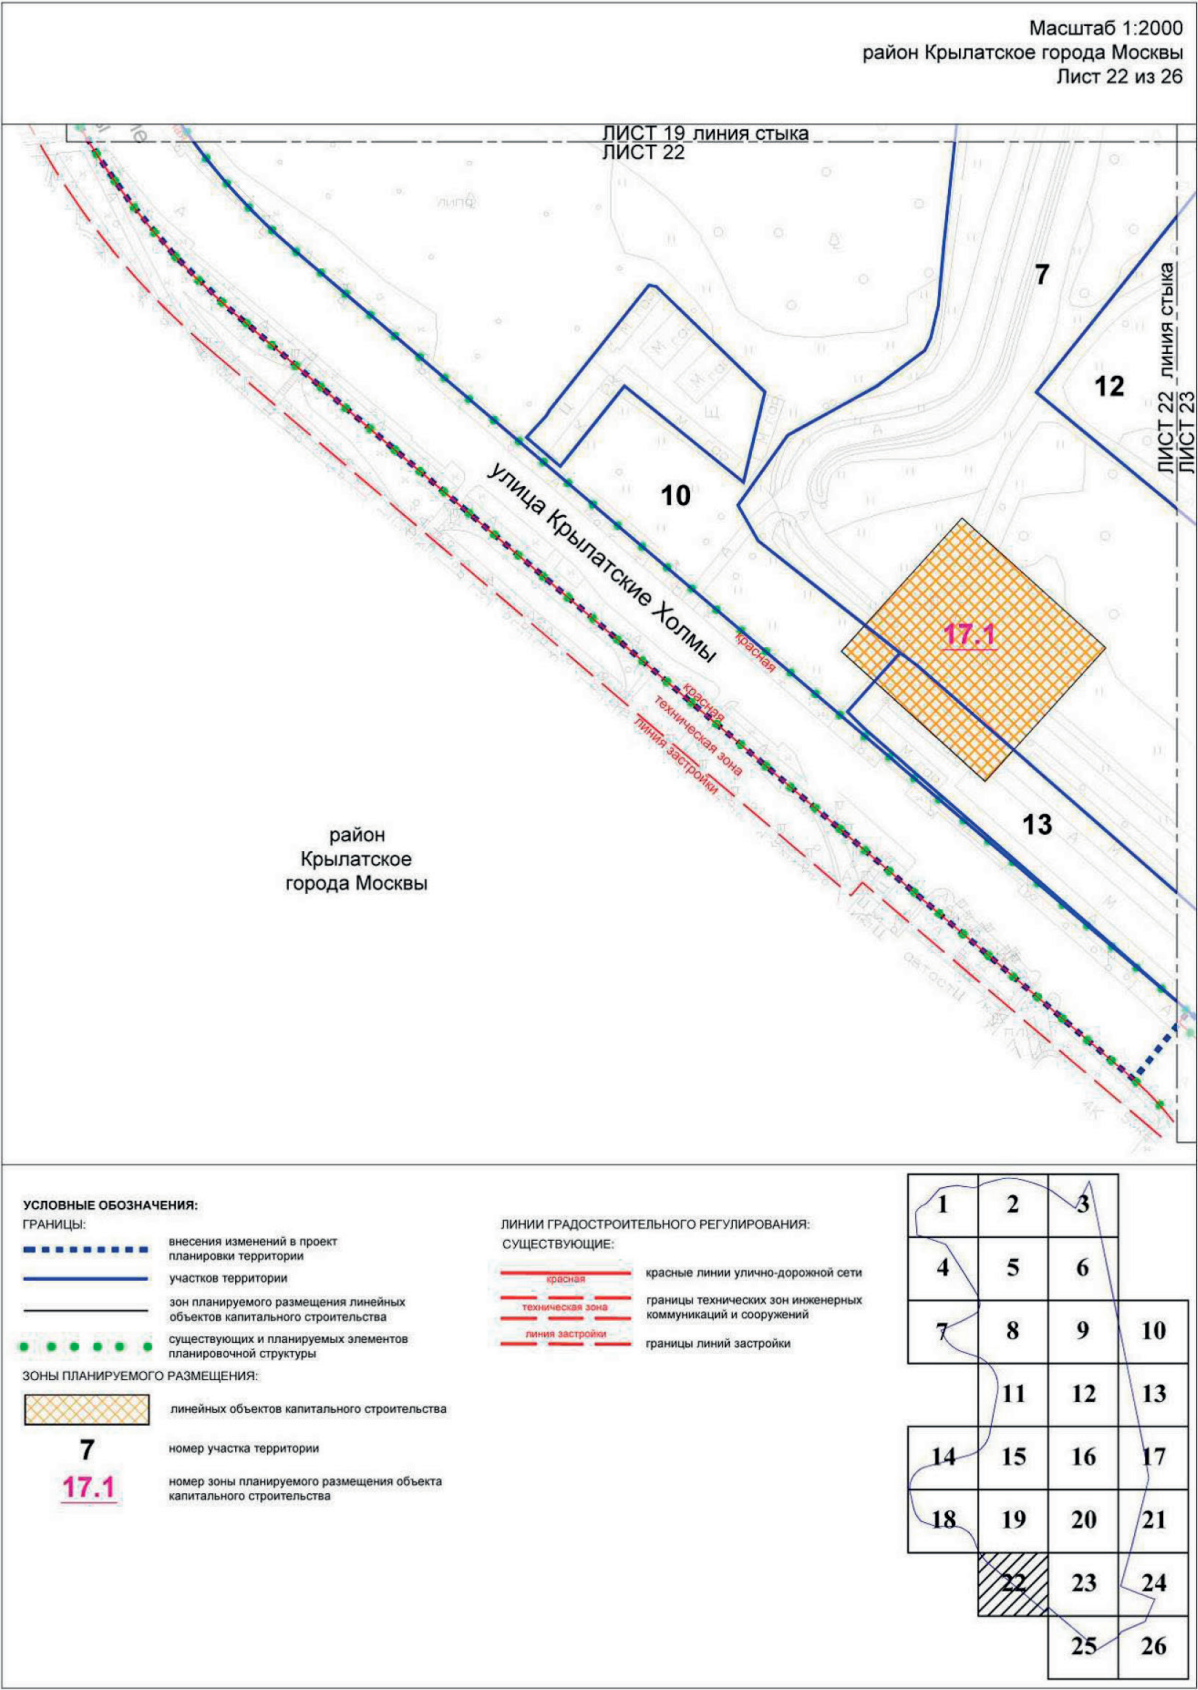 Масштаб 1:2000
район Крылатское города Москвы
Лист 22 из 26
ЛИСТ 19 линия стыка
ЛИСТ 22
липа
7
12
ЛИСТ 22 линия стыка
ЛИСТ 23
10
улица Крылатские Холмы
17.1
красная
красная
техническая зона
линия застройки
13
район
Крылатское
города Москвы
УСЛОВНЫЕ ОБОЗНАЧЕНИЯ:
ГРАНИЦЫ:
внесения изменений в проект
планировки территории
участков территории
зон планируемого размещения линейных
объектов капитального строительства
существующих и планируемых элементов
планировочной структуры
ЗОНЫ ПЛАНИРУЕМОГО РАЗМЕЩЕНИЯ:
линейных объектов капитального строительства
7
номер участка территории
17.1
номер зоны планируемого размещения объекта
капитального строительства
ЛИНИИ ГРАДОСТРОИТЕЛЬНОГО РЕГУЛИРОВАНИЯ:
СУЩЕСТВУЮЩИЕ:
красная
красные линии улично-дорожной сети
техническая зона
границы технических зон инженерных
коммуникаций и сооружений
линия застройки
границы линий застройки
1 2 3
4 5 6
7 8 9 10
11 12 13
14 15 16 17
18 19 20 21
22 23 24
25 26